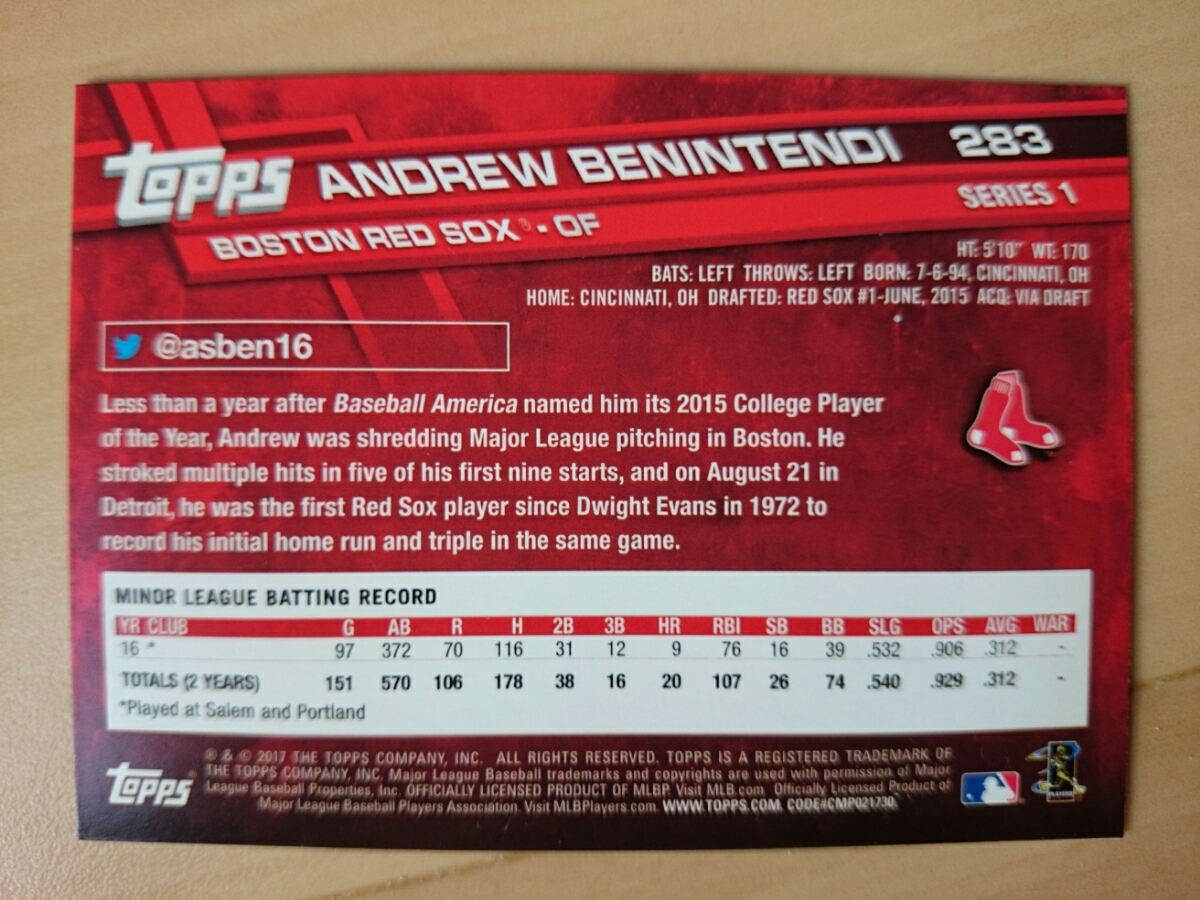 Topps ANDREW BENINTENDI 283
BOSTON RED SOX® - OF SERIES 1
HT: 5'10" WT: 170
BATS: LEFT THROWS: LEFT BORN: 7-6-94, CINCINNATI, OH
HOME: CINCINNATI, OH DRAFTED: RED SOX #1-JUNE, 2015 ACQ: VIA DRAFT
@asben16
Less than a year after Baseball America named him its 2015 College Player
of the Year, Andrew was shredding Major League pitching in Boston. He
stroked multiple hits in five of his first nine starts, and on August 21 in
Detroit, he was the first Red Sox player since Dwight Evans in 1972 to
record his initial home run and triple in the same game.
MINOR LEAGUE BATTING RECORD
YR CLUB G AB R H 2B 3B HR RBI SB BB SLG OPS AVG WAR
16 * 97 372 70 116 31 12 9 76 16 39 .532 .906 .312 -
TOTALS (2 YEARS) 151 570 106 178 38 16 20 107 26 74 .540 .929 .312 -
*Played at Salem and Portland
® & © 2017 THE TOPPS COMPANY, INC. ALL RIGHTS RESERVED. TOPPS IS A REGISTERED TRADEMARK OF
THE TOPPS COMPANY, INC. Major League Baseball trademarks and copyrights are used with permission of Major
League Baseball Properties, Inc. OFFICIALLY LICENSED PRODUCT OF MLBP. Visit MLB.com. Officially Licensed Product of
Major League Baseball Players Association. Visit MLBPlayers.com. WWW.TOPPS.COM. CODE#CMP021730
Topps